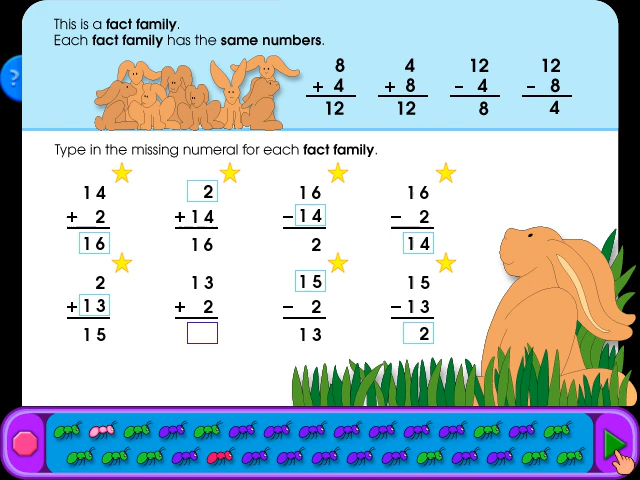 This is a fact family.
Each fact family has the same numbers.
8 4 12 12
+ 4 + 8 - 4 - 8
12 12 8 4
?
Type in the missing numeral for each fact family.
14 2 16 16
+ 2 +14 -14 - 2
16 16 2 14
2 13 15 15
+13 + 2 - 2 -13
15 13 2